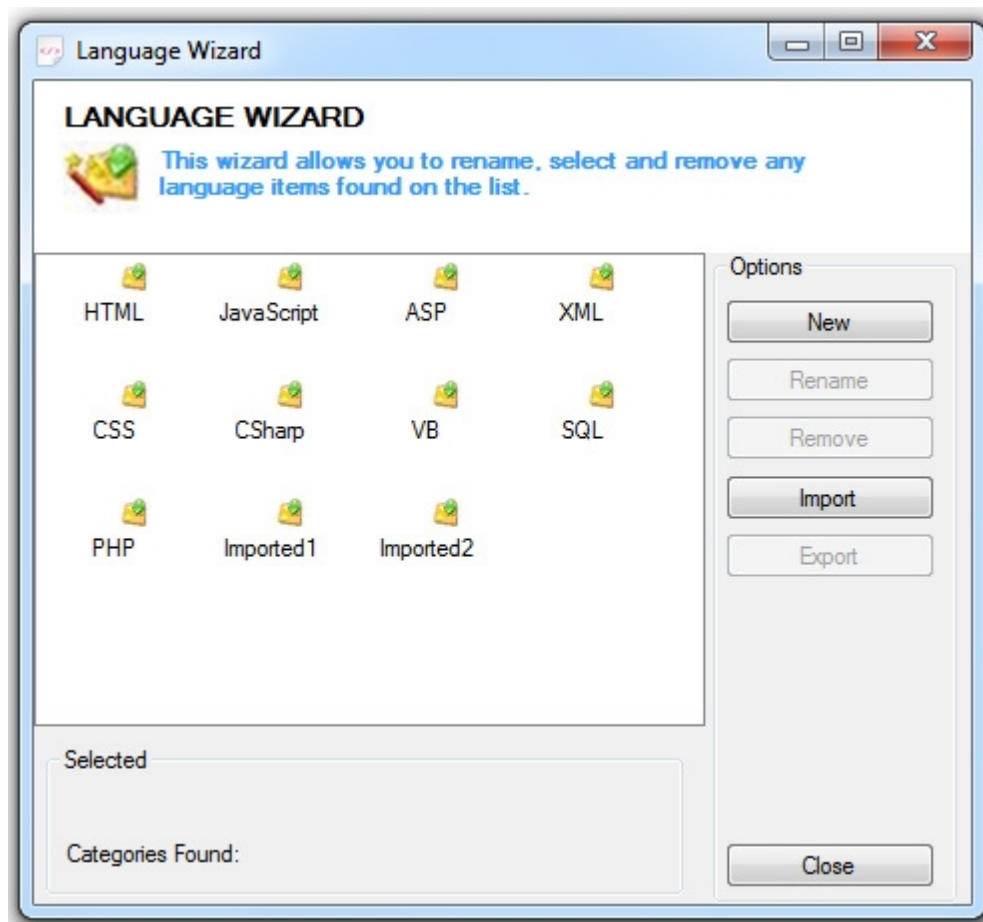 Language Wizard
LANGUAGE WIZARD
This wizard allows you to rename, select and remove any
language items found on the list.
HTML JavaScript ASP XML
CSS CSharp VB SQL
PHP Imported1 Imported2
Options
New
Rename
Remove
Import
Export
Selected
Categories Found:
Close